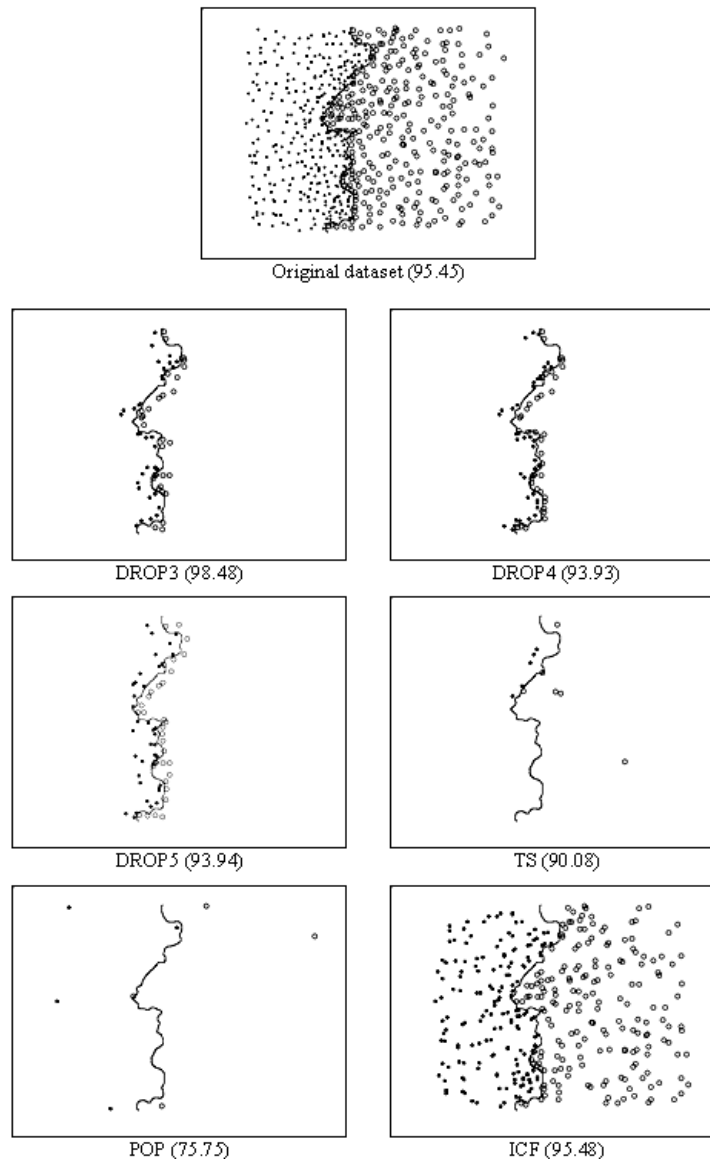 Original dataset (95.45)
DROP3 (98.48)
DROP4 (93.93)
DROP5 (93.94)
TS (90.08)
POP (75.75)
ICF (95.48)